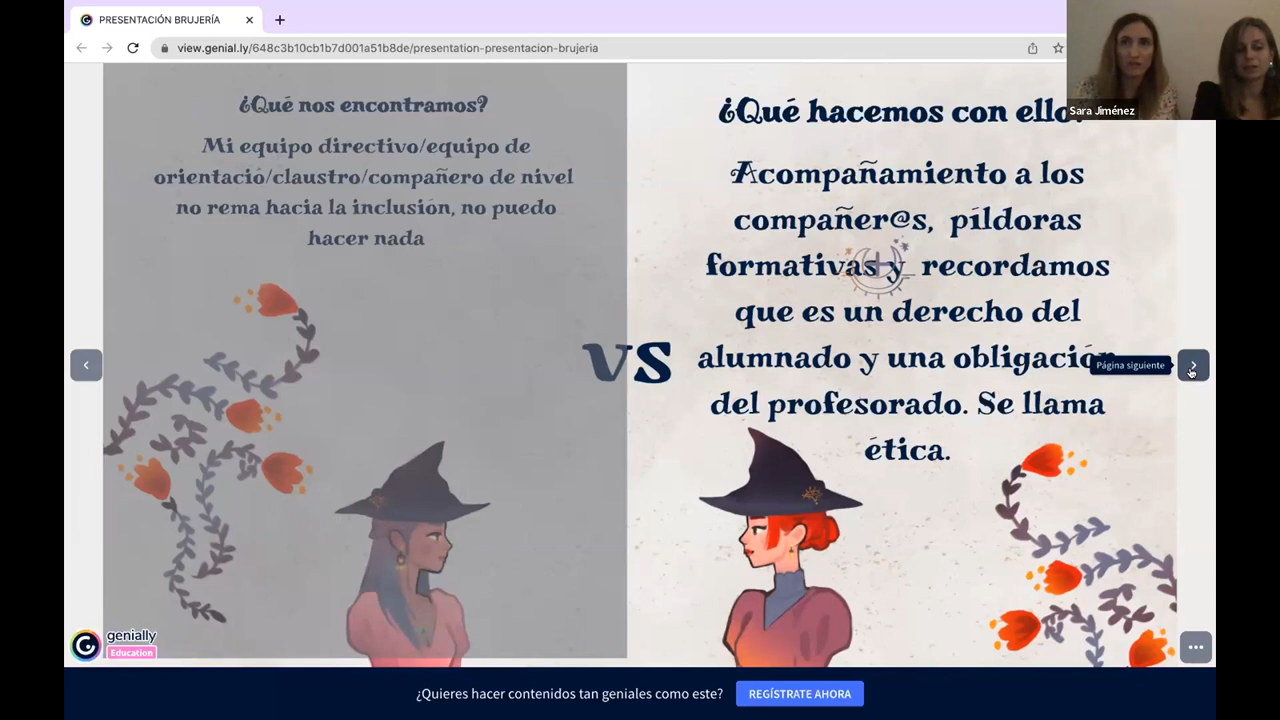 PRESENTACIÓN BRUJERÍA
view.genial.ly/648c3b10cb1b7d001a51b8de/presentation-presentacion-brujeria
Sara Jiménez
¿Qué nos encontramos?
Mi equipo directivo/equipo de
orientació/claustro/compañero de nivel
no rema hacia la inclusión, no puedo
hacer nada
vs
¿Qué hacemos con ello?
Acompañamiento a los
compañer@s, píldoras
formativas y recordamos
que es un derecho del
alumnado y una obligación
del profesorado. Se llama
ética.
Página siguiente
genially
Education
¿Quieres hacer contenidos tan geniales como este?
REGÍSTRATE AHORA